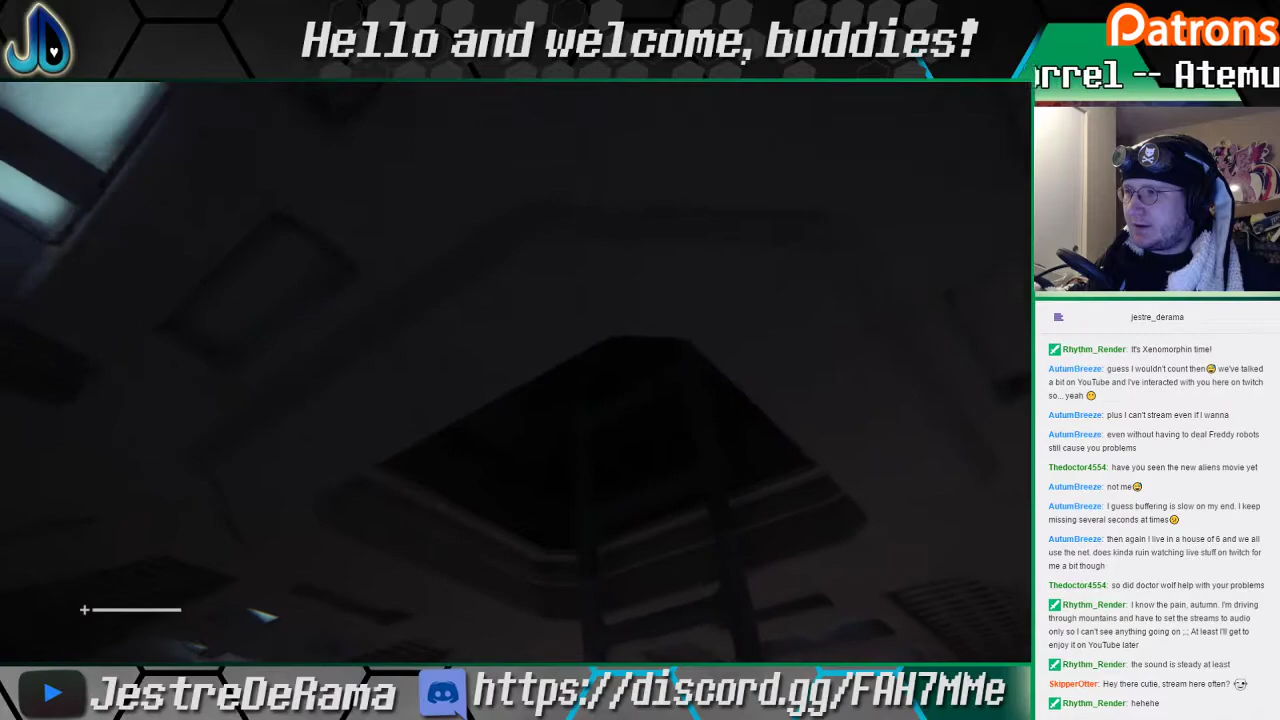 Hello and welcome, buddies!
Patrons
orrel -- Atemu
jestre_derama
Rhythm_Render: It's Xenomorphin time!
AutumBreeze: guess I wouldn't count then😅 we've talked
a bit on YouTube and I've interacted with you here on twitch
so... yeah 🙂
AutumBreeze: plus I can't stream even if I wanna
AutumBreeze: even without having to deal Freddy robots
still cause you problems
Thedoctor4554: have you seen the new aliens movie yet
AutumBreeze: not me😅
AutumBreeze: I guess buffering is slow on my end. I keep
missing several seconds at times😕
AutumBreeze: then again I live in a house of 6 and we all
use the net. does kinda ruin watching live stuff on twitch for
me a bit though
Thedoctor4554: so did doctor wolf help with your problems
Rhythm_Render: I know the pain, autumn. I'm driving
through mountains and have to set the streams to audio
only so I can't see anything going on ;_; At least I'll get to
enjoy it on YouTube later
Rhythm_Render: the sound is steady at least
SkipperOtter: Hey there cutie, stream here often?
Rhythm_Render: hehehe
JestreDeRama
https://discord.gg/FAH7MMe